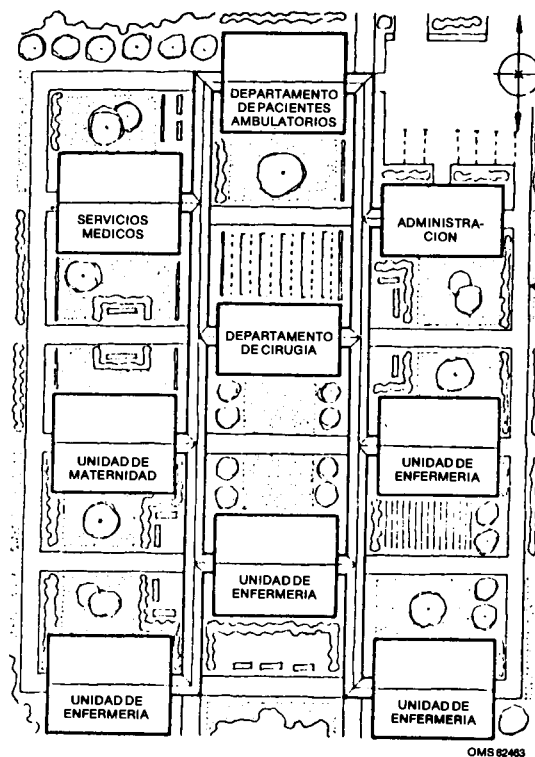 DEPARTAMENTO
DE PACIENTES
AMBULATORIOS
SERVICIOS
MEDICOS
ADMINISTRA-
CION
DEPARTAMENTO
DE CIRUGIA
UNIDAD DE
MATERNIDAD
UNIDAD DE
ENFERMERIA
UNIDAD DE
ENFERMERIA
UNIDAD DE
ENFERMERIA
UNIDAD DE
ENFERMERIA
OMS 82463